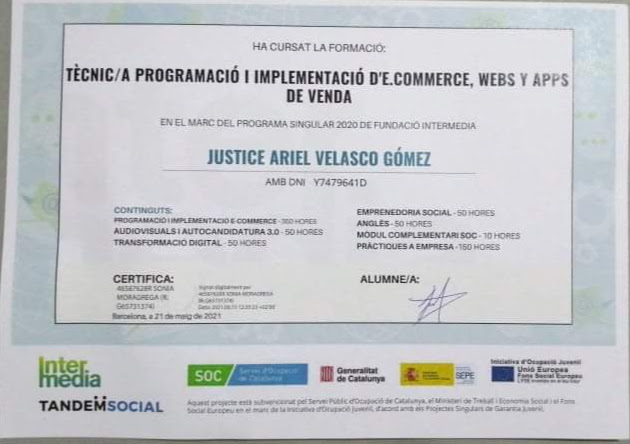 HA CURSAT LA FORMACIÓ:
TÈCNIC/A PROGRAMACIÓ I IMPLEMENTACIÓ D'E.COMMERCE, WEBS Y APPS
DE VENDA
EN EL MARC DEL PROGRAMA SINGULAR 2020 DE FUNDACIÓ INTERMEDIA
JUSTICE ARIEL VELASCO GÓMEZ
AMB DNI Y7479641D
CONTINGUTS:
PROGRAMACIÓ I IMPLEMENTACIÓ E-COMMERCE - 300 HORES
AUDIOVISUALS I AUTOCANDIDATURA 3.0 - 50 HORES
TRANSFORMACIÓ DIGITAL - 50 HORES
EMPRENEDORIA SOCIAL - 50 HORES
ANGLÈS - 50 HORES
MÒDUL COMPLEMENTARI SOC - 10 HORES
PRÀCTIQUES A EMPRESA - 150 HORES
CERTIFICA:
SONIA
MORAGREGA (R:
G65731374)
Signat digitalment per
SONIA MORAGREGA
Barcelona, a 21 de maig de 2021
ALUMNE/A:
Inter
media
TANDEMSOCIAL
SOC
Servei d'Ocupació
de Catalunya
Generalitat
de Catalunya
SEPE
Iniciativa d'Ocupació Juvenil
Unió Europea
Fons Social Europeu
Aquest projecte està subvencionat pel Servei Públic d'Ocupació de Catalunya, el Ministeri de Treball i Economia Social i el Fons
Social Europeu en el marc de la Iniciativa d'Ocupació Juvenil, d'acord amb els Projectes Singulars de Garantia Juvenil.